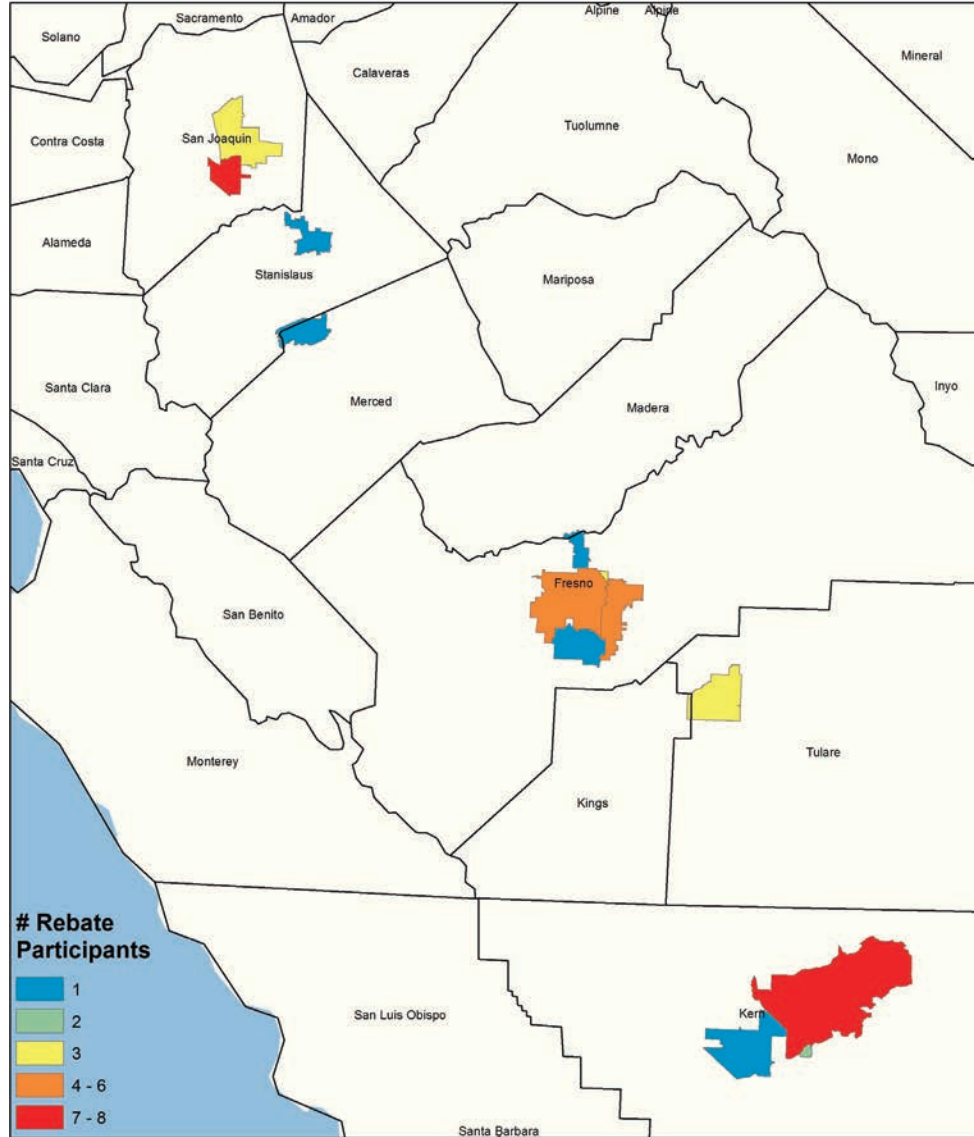 Sacramento
Amador
Alpine
Alpine
Solano
Mineral
Calaveras
Tuolumne
Contra Costa
San Joaquin
Mono
Alameda
Stanislaus
Mariposa
Santa Clara
Merced
Madera
Inyo
Santa Cruz
Fresno
San Benito
Tulare
Monterey
Kings
# Rebate
Participants
1
2
3
4 - 6
7 - 8
San Luis Obispo
Kern
Santa Barbara